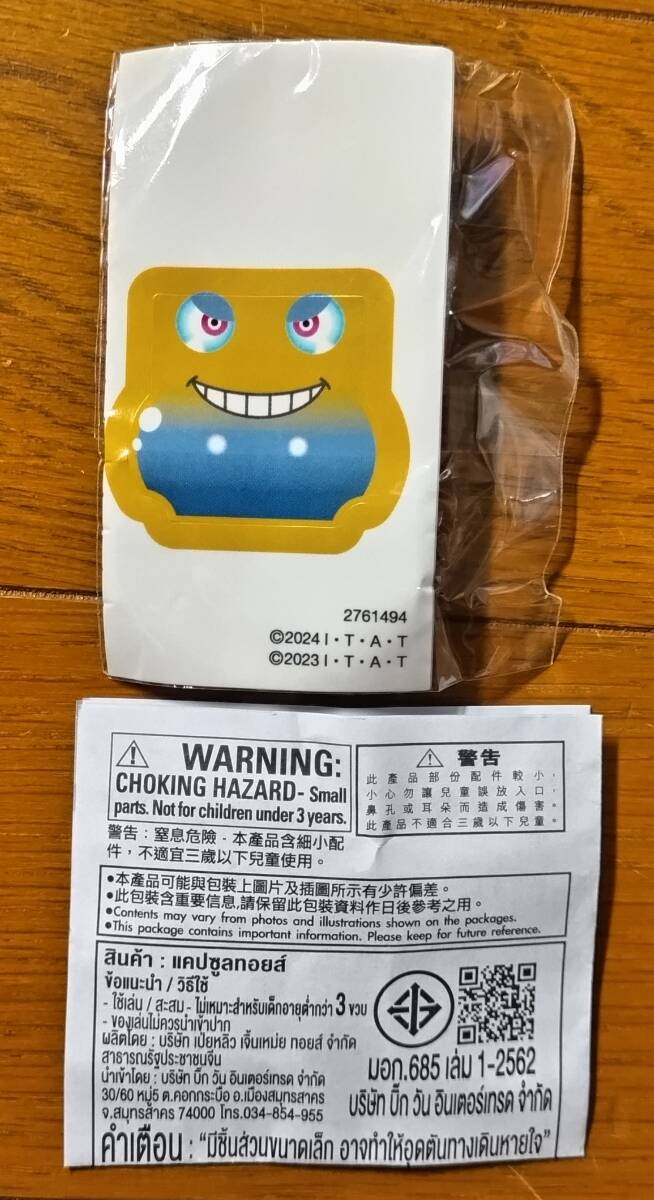 2761494
©2024 I・T・A・T
©2023 I・T・A・T
WARNING:
CHOKING HAZARD- Small
parts. Not for children under 3 years.
警告：窒息危險 - 本產品含細小配
件，不適宜三歲以下兒童使用。
警告
此產品部份配件較小，
小心勿讓兒童誤放入口，
鼻孔或耳朵而造成傷害。
此產品不適合三歲以下兒童。
●本產品可能與包裝上圖片及插圖所示有少許偏差。
●此包裝含重要信息,請保留此包裝資料作日後參考之用。
●Contents may vary from photos and illustrations shown on the packages.
●This package contains important information. Please keep for future reference.
สินค้า : แคปซูลทอยส์
ข้อแนะนำ / วิธีใช้
- ใช้เล่น / สะสม - ไม่เหมาะสำหรับเด็กอายุต่ำกว่า 3 ขวบ
- ของเล่นไม่ควรนำเข้าปาก
ผลิตโดย : บริษัท เปยหลิว เจิ้นเหม่ย ทอยส์ จำกัด
สาธารณรัฐประชาชนจีน
นำเข้าโดย : บริษัท บิ๊ก วัน อินเตอร์เทรด จำกัด
30/60 หมู่5 ต.คอกกระบือ อ.เมืองสมุทรสาคร
จ.สมุทรสาคร 74000 โทร.034-854-955
มอก.685 เล่ม 1-2562
บริษัท บิ๊ก วัน อินเตอร์เทรด จำกัด
คำเตือน : “มีชิ้นส่วนขนาดเล็ก อาจทำให้อุดตันทางเดินหายใจ”